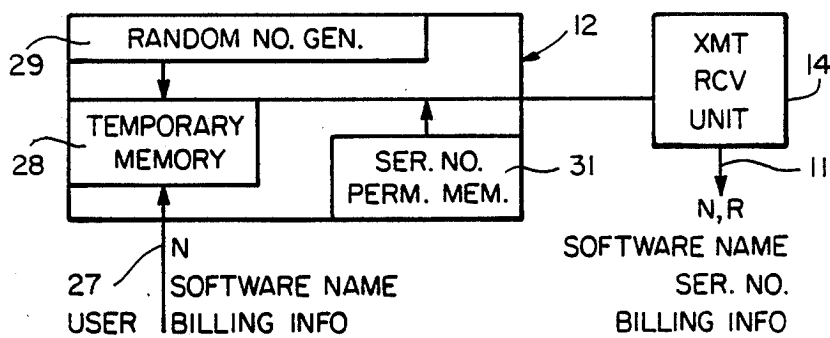 RANDOM NO. GEN.
29
12
XMT
RCV
UNIT
14
TEMPORARY
MEMORY
28
SER. NO.
PERM. MEM.
31
11
N
27 SOFTWARE NAME
USER BILLING INFO
N, R
SOFTWARE NAME
SER. NO.
BILLING INFO